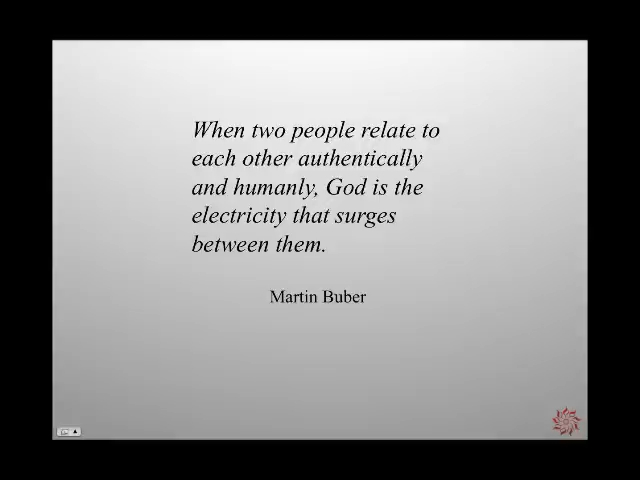 When two people relate to
each other authentically
and humanly, God is the
electricity that surges
between them.
Martin Buber